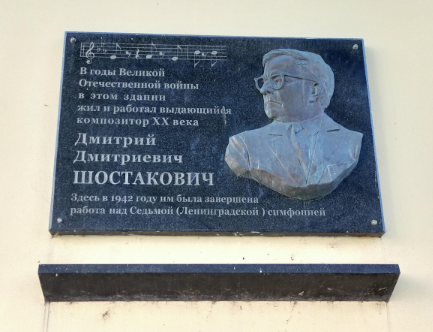 В годы Великой
Отечественной войны
в этом здании
жил и работал выдающийся
композитор XX века
Дмитрий
Дмитриевич
ШОСТАКОВИЧ
Здесь в 1942 году им была завершена
работа над Седьмой (Ленинградской ) симфонией